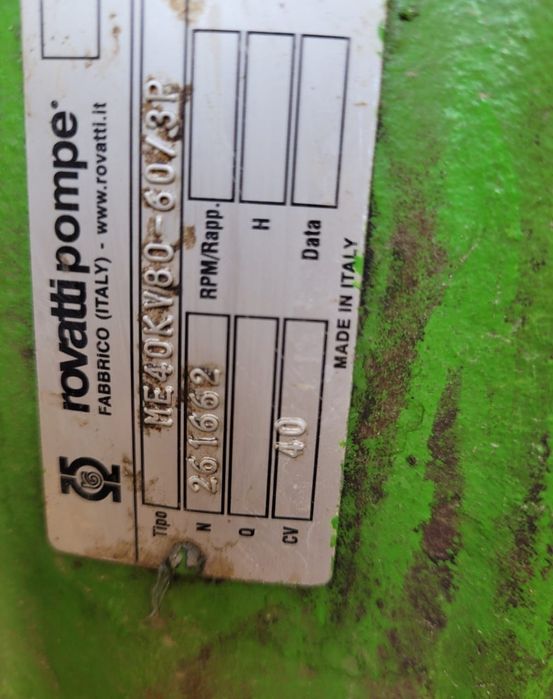 rovatti pompe
FABBRICO (ITALY) - www.rovatti.it
Tipo ME40KV80-60/3P
N 261662 RPM/Rapp.
Q H
CV 40 Data
MADE IN ITALY